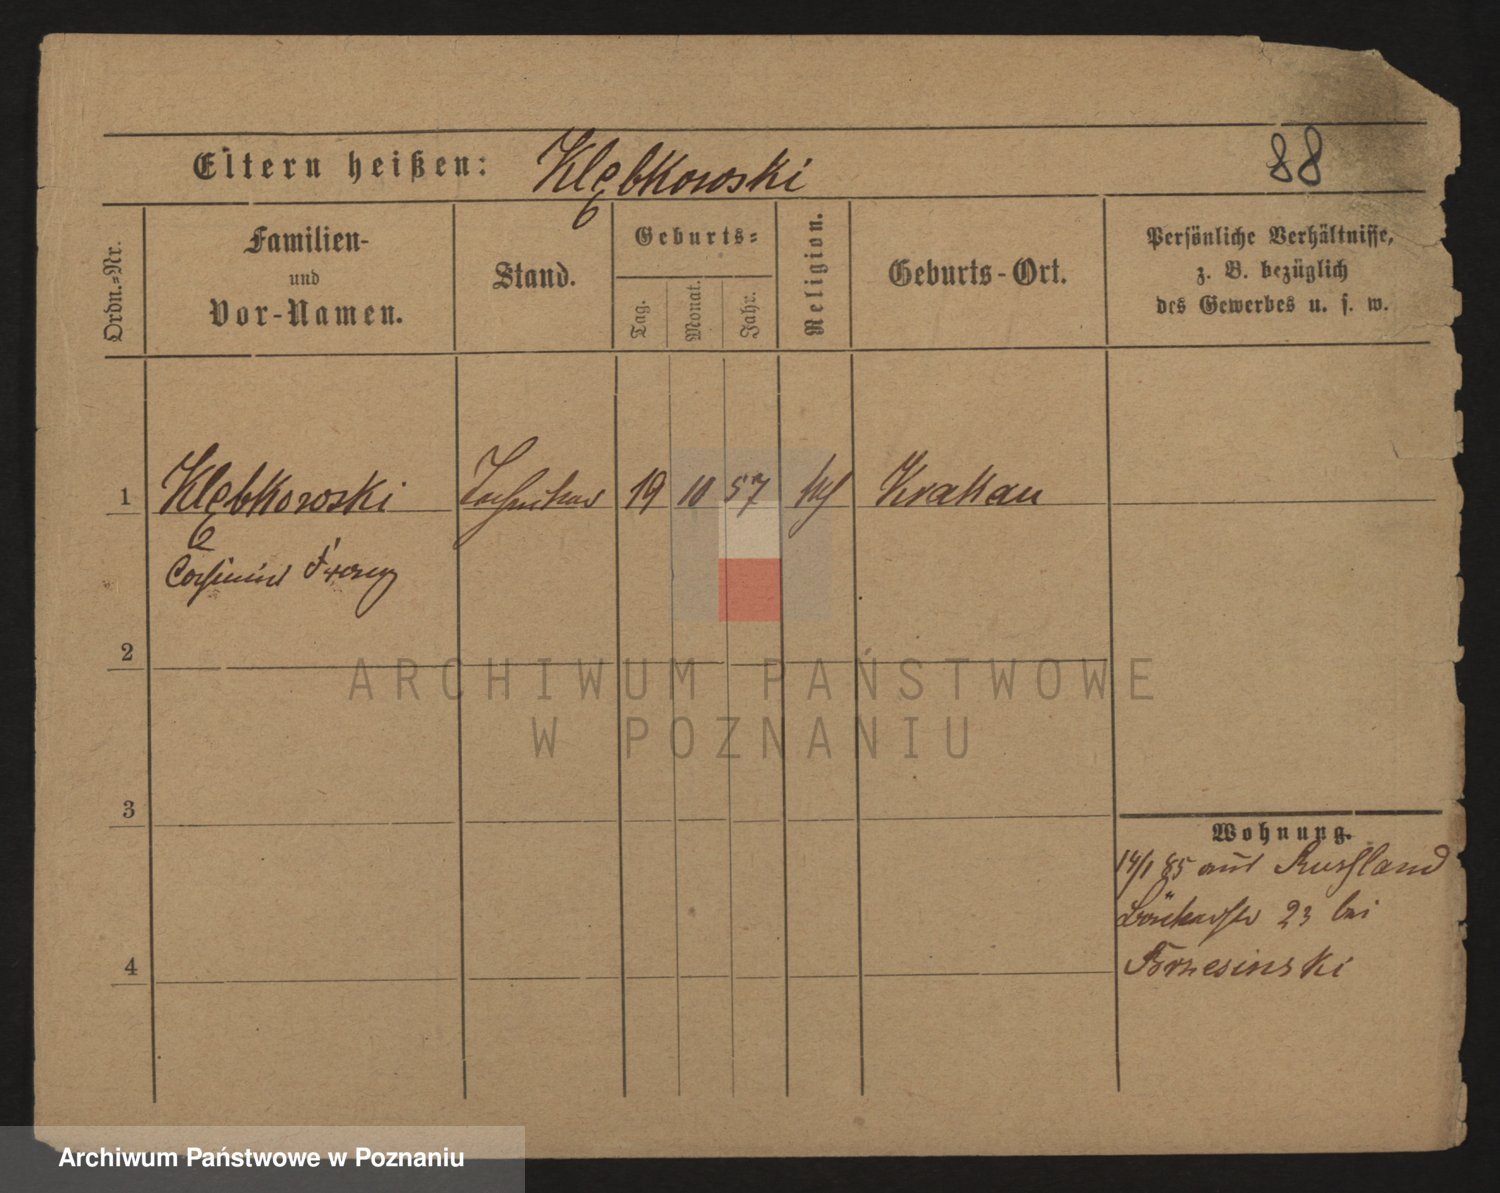 Eltern heißen: Klębkowski
88
Ordn.-Nr.
Familien-
und
Vor-Namen.
Stand.
Geburts-
Tag.
Monat.
Jahr.
Religion.
Geburts-Ort.
Persönliche Verhältnisse,
z. B. bezüglich
des Gewerbes u. s. w.
1 Klębkowski 19 10 57 Krakau
Casimir Franz
2
ARCHIWUM PAŃSTWOWE
W POZNANIU
3
Wohnung.
14/1 85 aus Russland
23 bei
4
Brzesinski
Archiwum Państwowe w Poznaniu